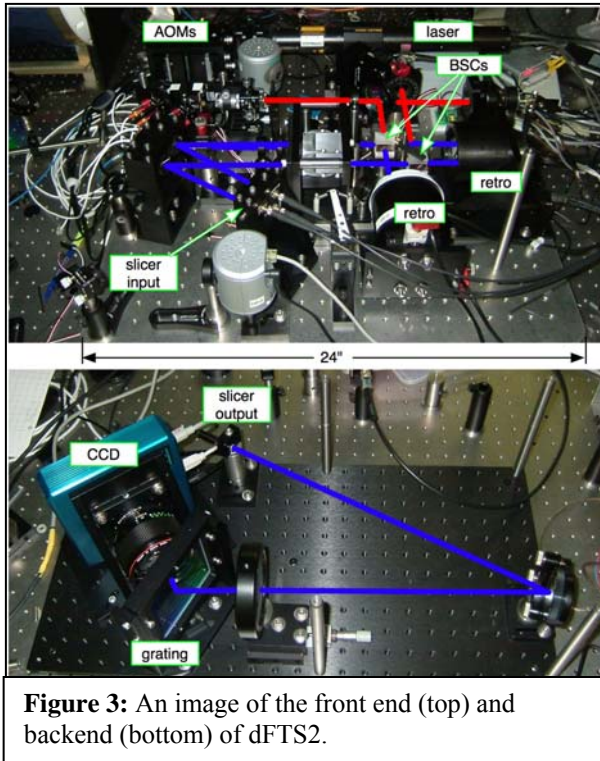 AOMs
laser
BSCs
retro
retro
slicer
input
24"
slicer
output
CCD
grating
Figure 3: An image of the front end (top) and
backend (bottom) of dFTS2.